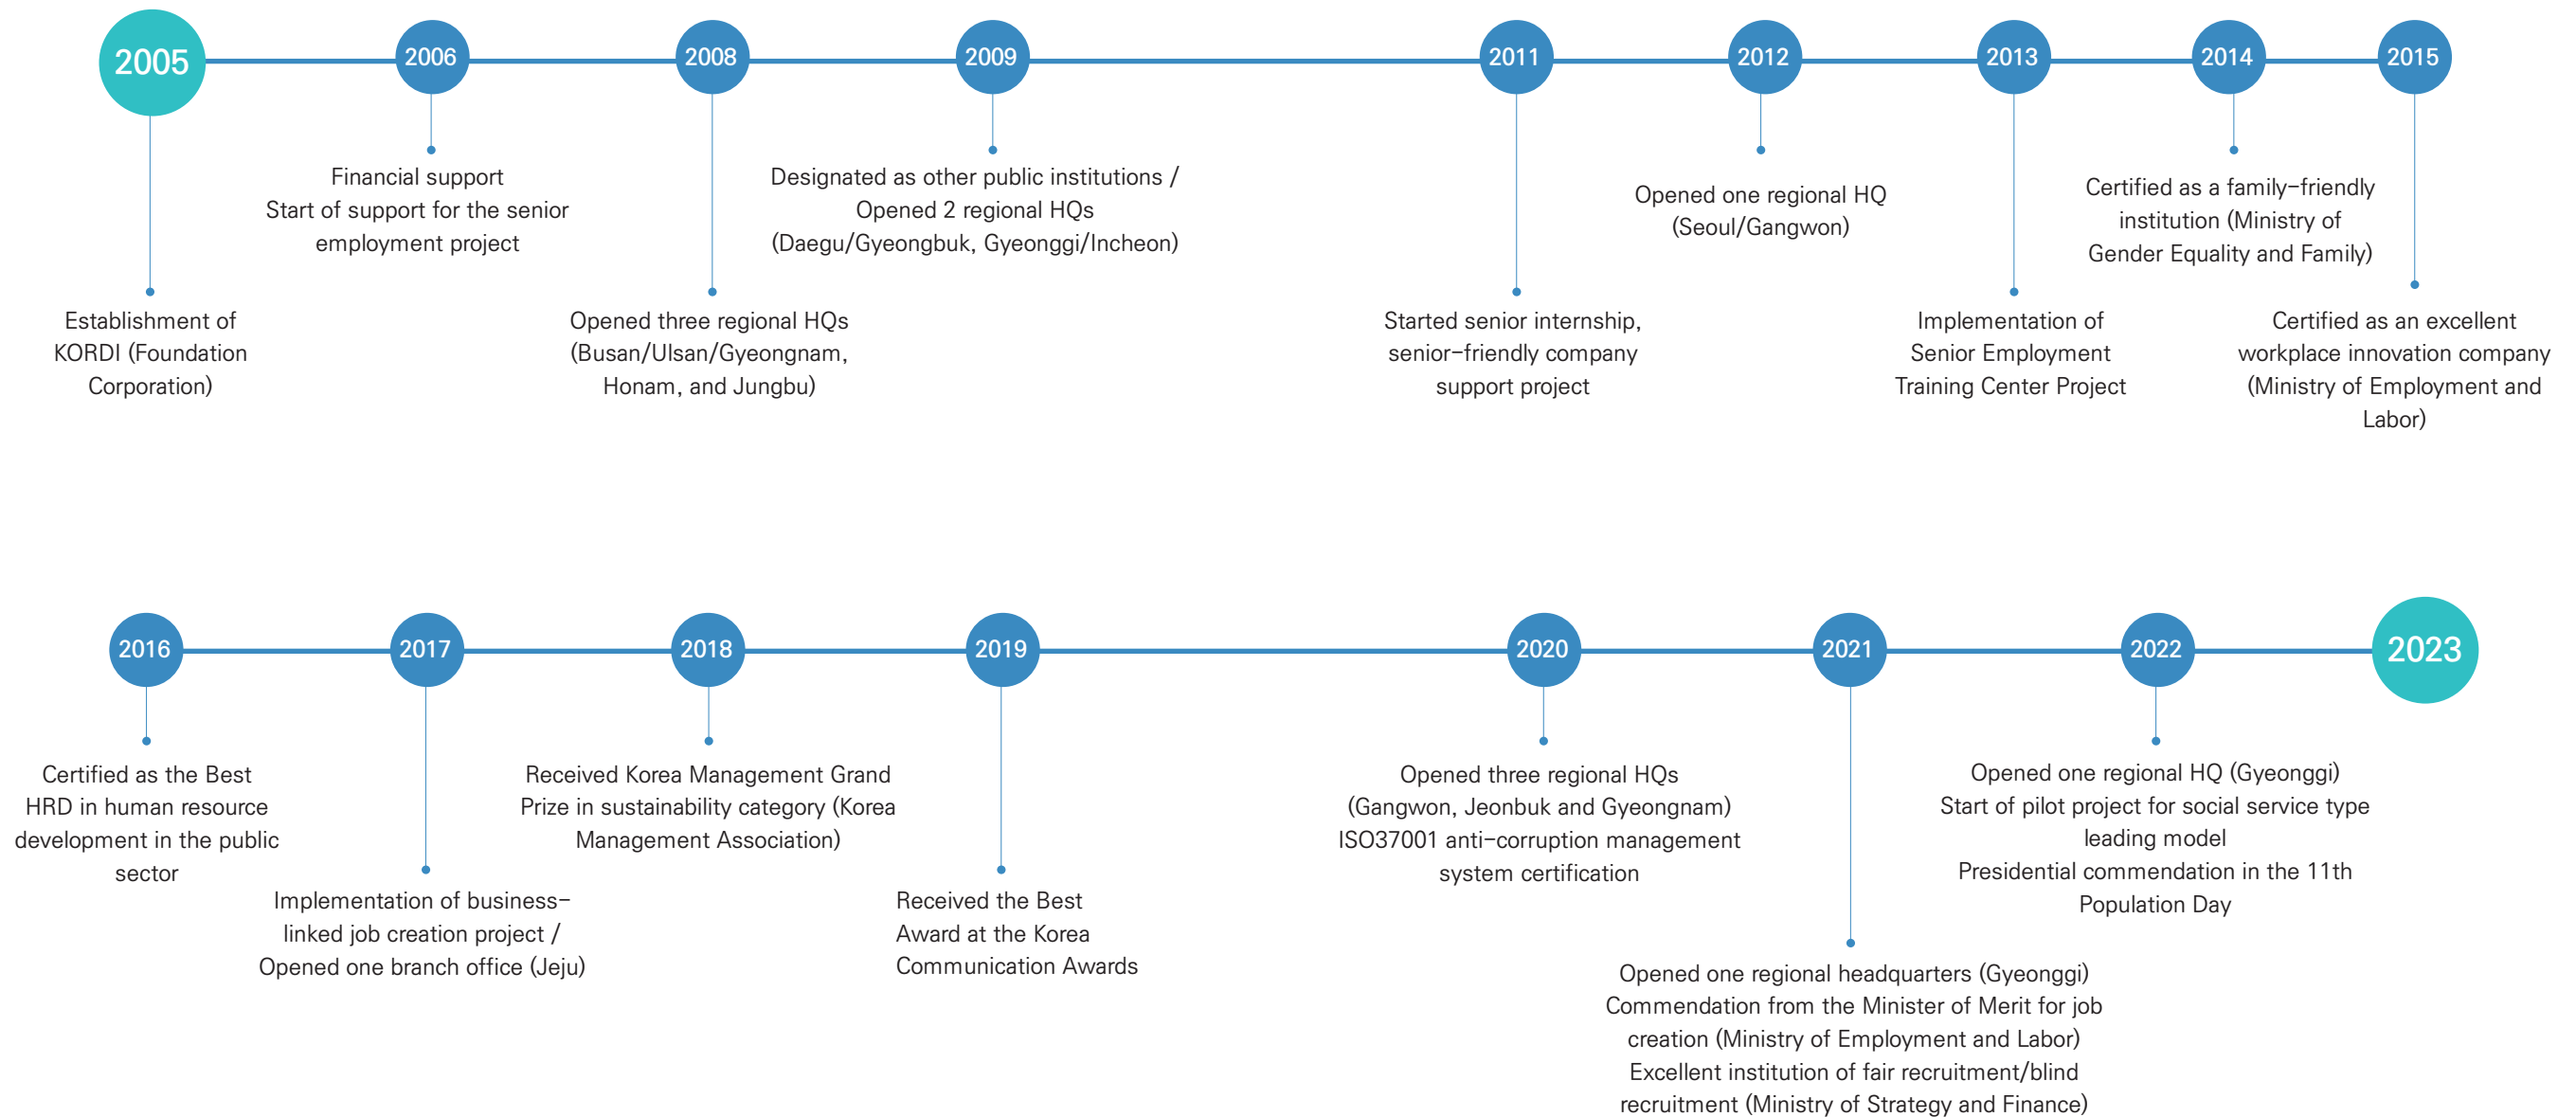 2005
2006
2008
2009
2011
2012
2013
2014
2015
Establishment of
KORDI (Foundation
Corporation)
Financial support
Start of support for the senior
employment project
Opened three regional HQs
(Busan/Ulsan/Gyeongnam,
Honam, and Jungbu)
Designated as other public institutions /
Opened 2 regional HQs
(Daegu/Gyeongbuk, Gyeonggi/Incheon)
Started senior internship,
senior-friendly company
support project
Opened one regional HQ
(Seoul/Gangwon)
Implementation of
Senior Employment
Training Center Project
Certified as a family-friendly
institution (Ministry of
Gender Equality and Family)
Certified as an excellent
workplace innovation company
(Ministry of Employment and
Labor)
2016
2017
2018
2019
2020
2021
2022
2023
Certified as the Best
HRD in human resource
development in the public
sector
Implementation of business-
linked job creation project /
Opened one branch office (Jeju)
Received Korea Management Grand
Prize in sustainability category (Korea
Management Association)
Received the Best
Award at the Korea
Communication Awards
Opened three regional HQs
(Gangwon, Jeonbuk and Gyeongnam)
ISO37001 anti-corruption management
system certification
Opened one regional headquarters (Gyeonggi)
Commendation from the Minister of Merit for job
creation (Ministry of Employment and Labor)
Excellent institution of fair recruitment/blind
recruitment (Ministry of Strategy and Finance)
Opened one regional HQ (Gyeonggi)
Start of pilot project for social service type
leading model
Presidential commendation in the 11th
Population Day